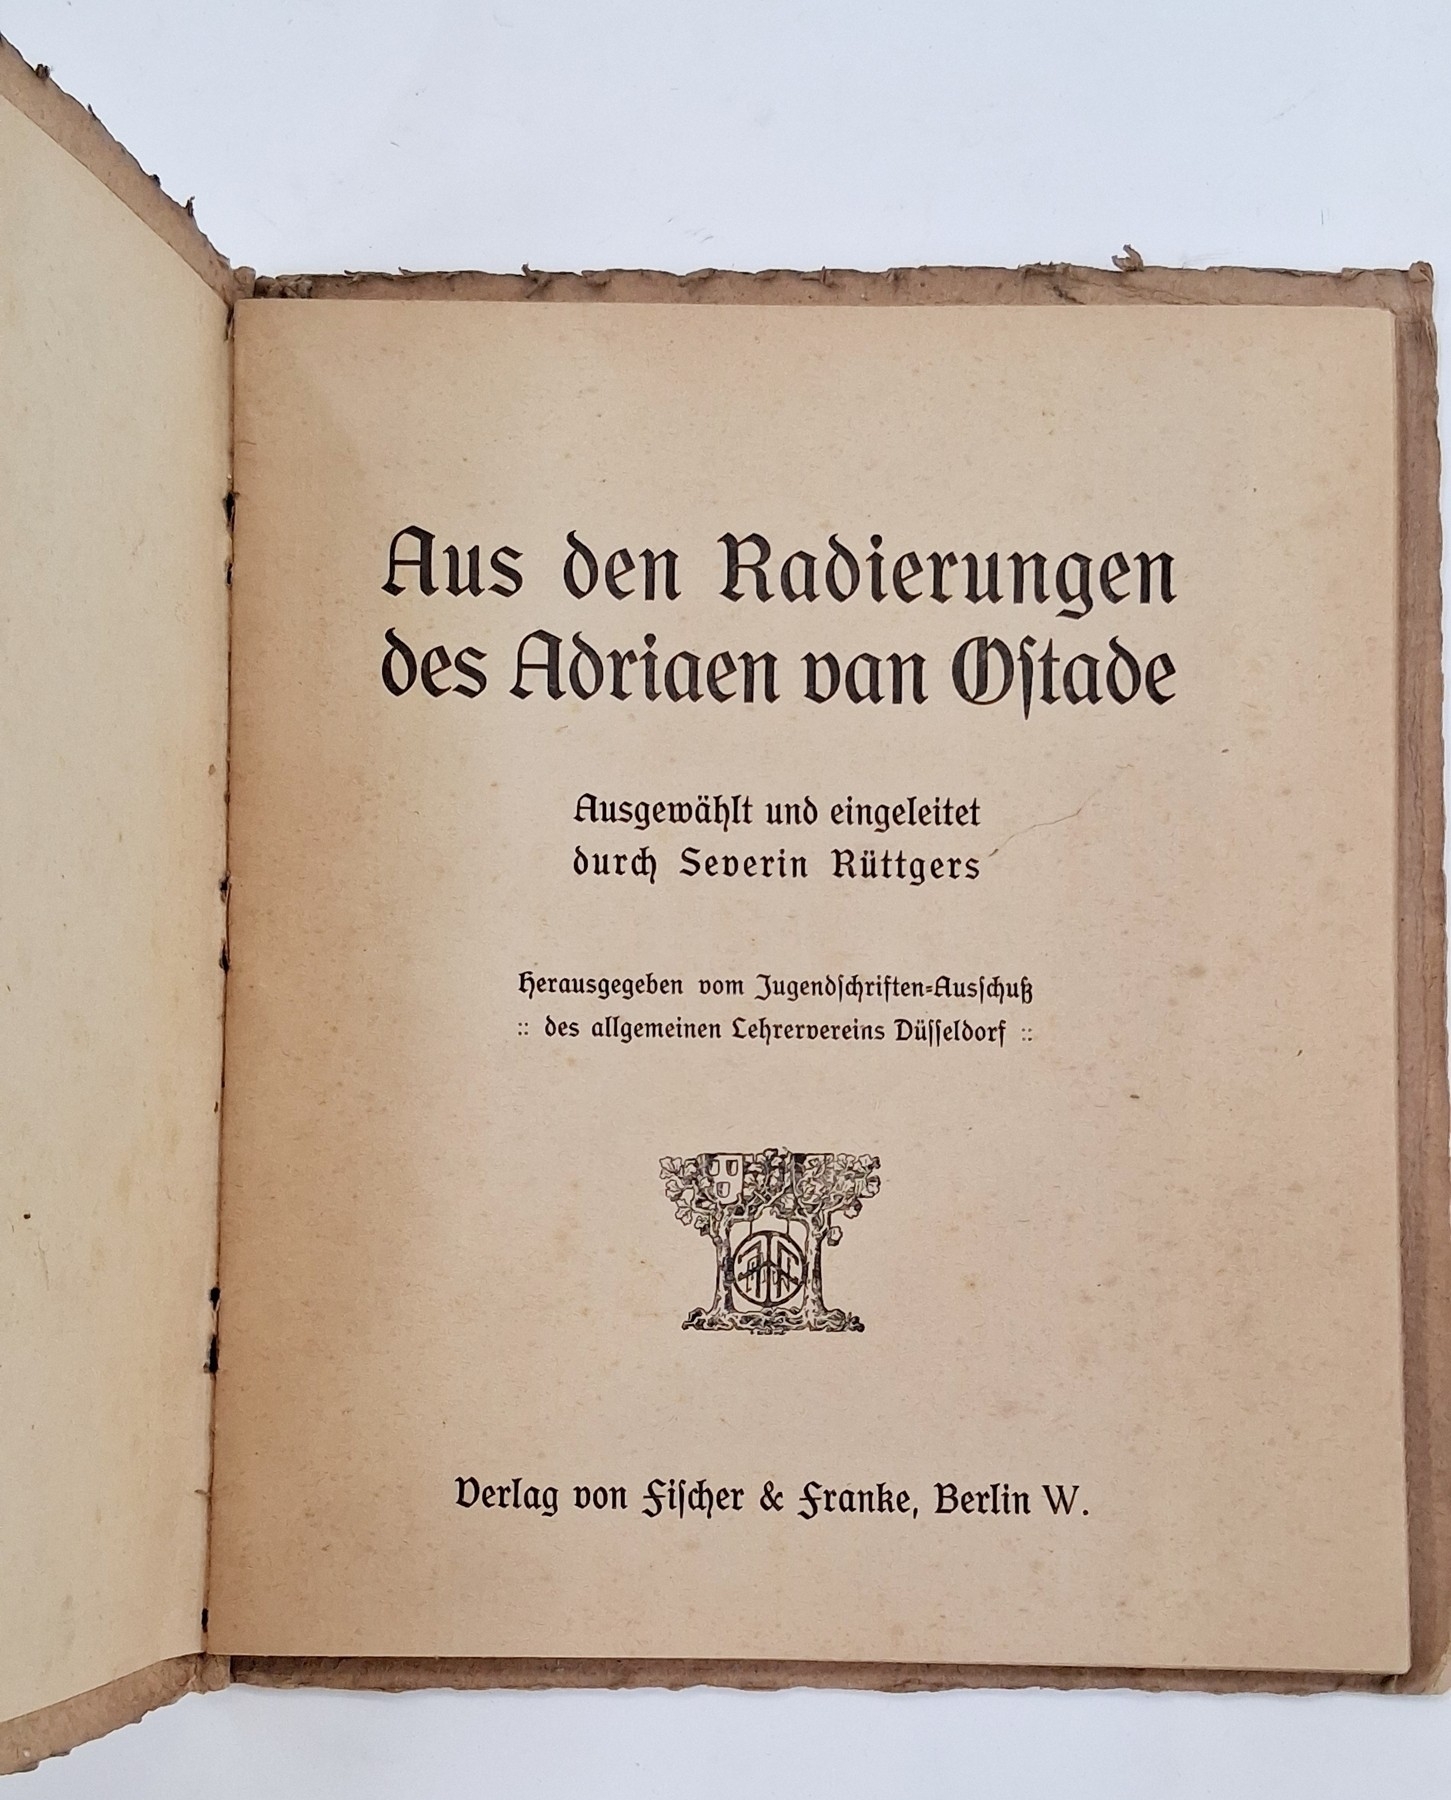 Aus den Radierungen
des Adriaen van Oſtade
Ausgewählt und eingeleitet
durch Severin Rüttgers
Herausgegeben vom Jugendſchriften-Ausſchuß
:: des allgemeinen Lehrervereins Düſſeldorf ::
Verlag von Fiſcher & Franke, Berlin W.